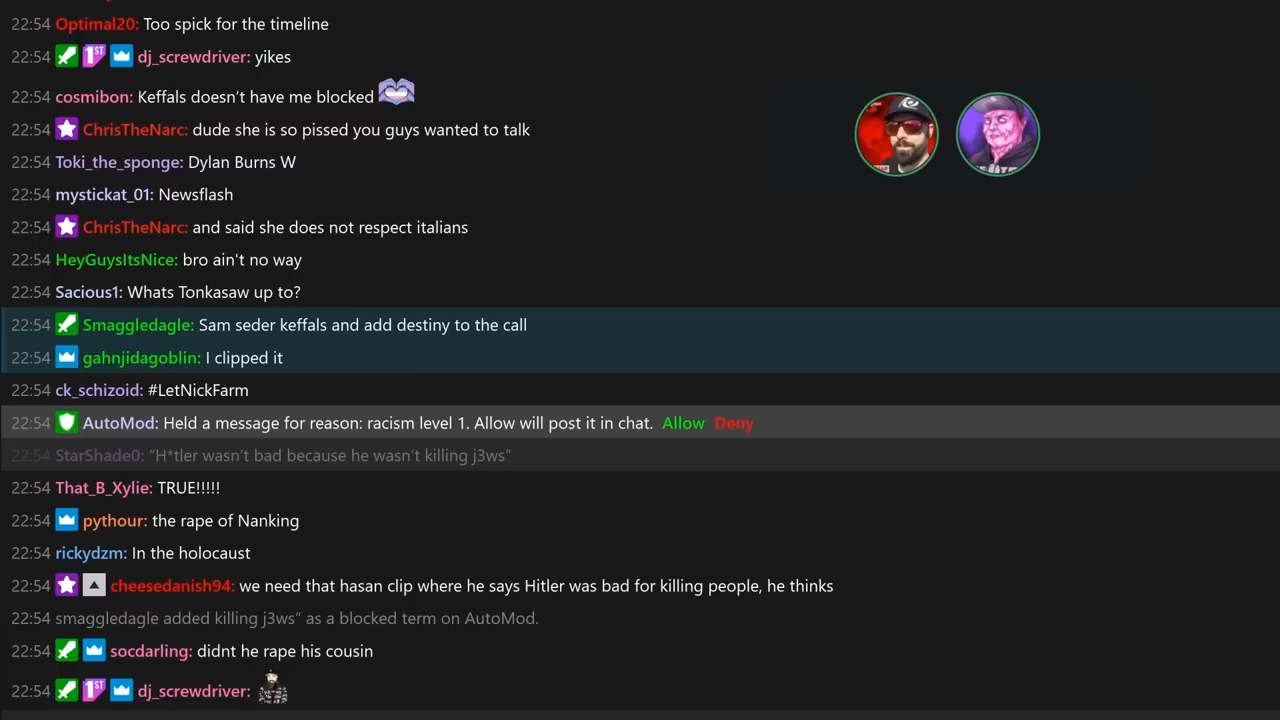 22:54 Optimal20: Too spick for the timeline
22:54 1ST dj_screwdriver: yikes
22:54 cosmibon: Keffals doesn't have me blocked
22:54 ChrisTheNarc: dude she is so pissed you guys wanted to talk
22:54 Toki_the_sponge: Dylan Burns W
22:54 mystickat_01: Newsflash
22:54 ChrisTheNarc: and said she does not respect italians
22:54 HeyGuysItsNice: bro ain't no way
22:54 Sacious1: Whats Tonkasaw up to?
22:54 Smaggledagle: Sam seder keffals and add destiny to the call
22:54 gahnjidagoblin: I clipped it
22:54 ck_schizoid: #LetNickFarm
22:54 AutoMod: Held a message for reason: racism level 1. Allow will post it in chat. Allow Deny
22:54 StarShade0: "H*tler wasn't bad because he wasn't killing j3ws"
22:54 That_B_Xylie: TRUE!!!!!
22:54 pythour: the rape of Nanking
22:54 rickydzm: In the holocaust
22:54 cheesedanish94: we need that hasan clip where he says Hitler was bad for killing people, he thinks
22:54 smaggledagle added killing j3ws" as a blocked term on AutoMod.
22:54 socdarling: didnt he rape his cousin
22:54 1ST dj_screwdriver: